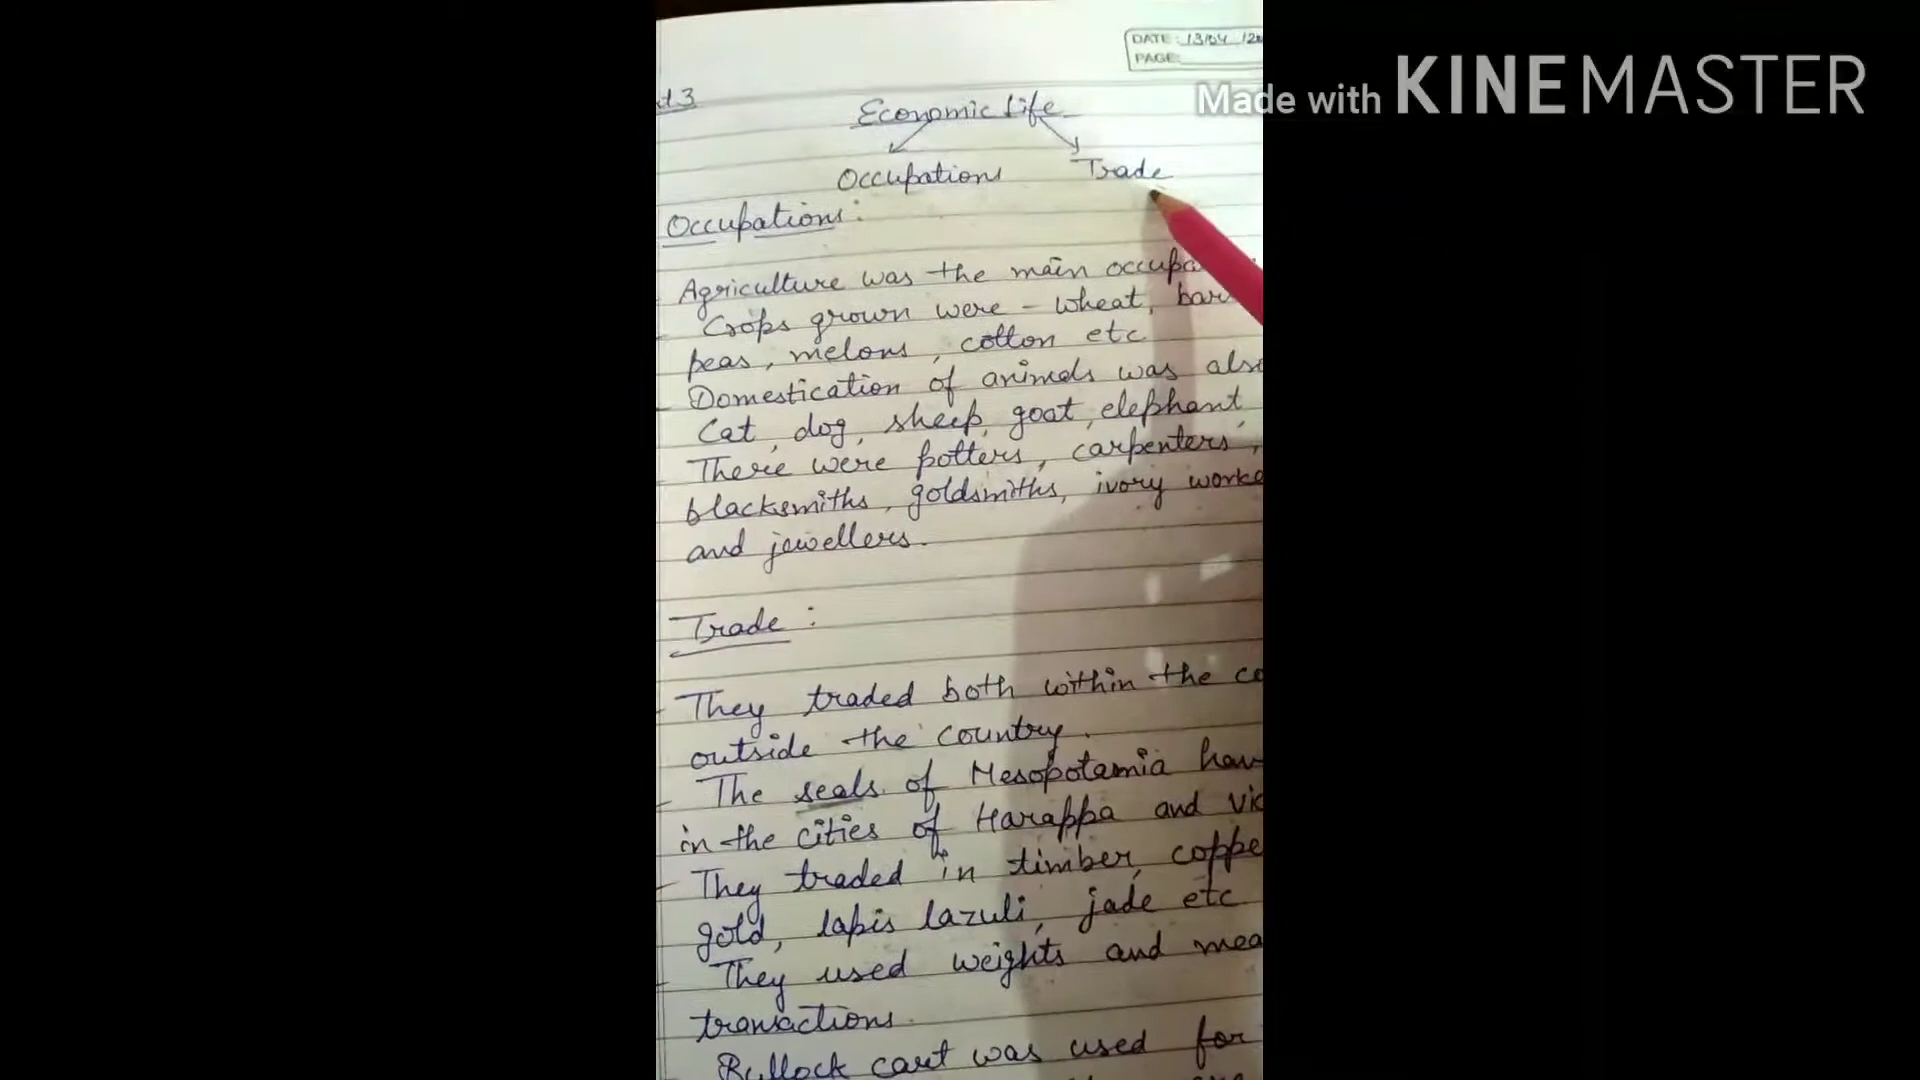 DATE: 13/04/
PAGE:
Made with KINEMASTER
Economic Life
Occupations Trade
Occupations:
Agriculture was the main
Crops grown were - wheat,
peas, melons, cotton etc
Domestication of animals was
Cat, dog, sheep, goat, elephant
There were potters, carpenters,
blacksmiths, goldsmiths, ivory
and jewellers.
Trade:
They traded both within the
outside the country.
The seals of Mesopotamia
in the cities of Harappa and
They traded in timber,
gold, lapis lazuli, jade etc
They used weights and
transactions.
Bullock cart was used for